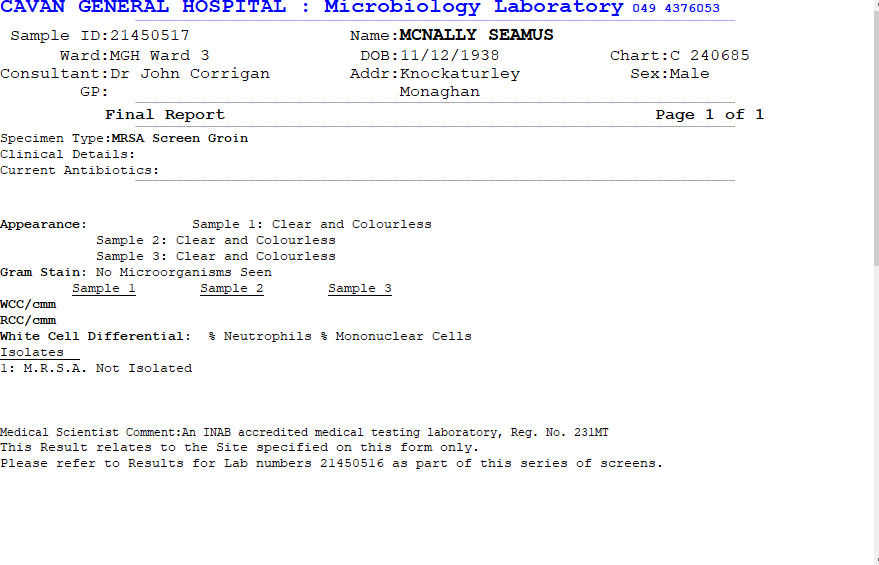 CAVAN GENERAL HOSPITAL : Microbiology Laboratory 049 4376053
Sample ID:21450517 Name:MCNALLY SEAMUS
Ward:MGH Ward 3 DOB:11/12/1938 Chart:C 240685
Consultant:Dr John Corrigan Addr:Knockaturley Sex:Male
GP: Monaghan
Final Report Page 1 of 1
Specimen Type:MRSA Screen Groin
Clinical Details:
Current Antibiotics:
Appearance: Sample 1: Clear and Colourless
Sample 2: Clear and Colourless
Sample 3: Clear and Colourless
Gram Stain: No Microorganisms Seen
Sample 1 Sample 2 Sample 3
WCC/cmm
RCC/cmm
White Cell Differential: % Neutrophils % Mononuclear Cells
Isolates
1: M.R.S.A. Not Isolated
Medical Scientist Comment:An INAB accredited medical testing laboratory, Reg. No. 231MT
This Result relates to the Site specified on this form only.
Please refer to Results for Lab numbers 21450516 as part of this series of screens.